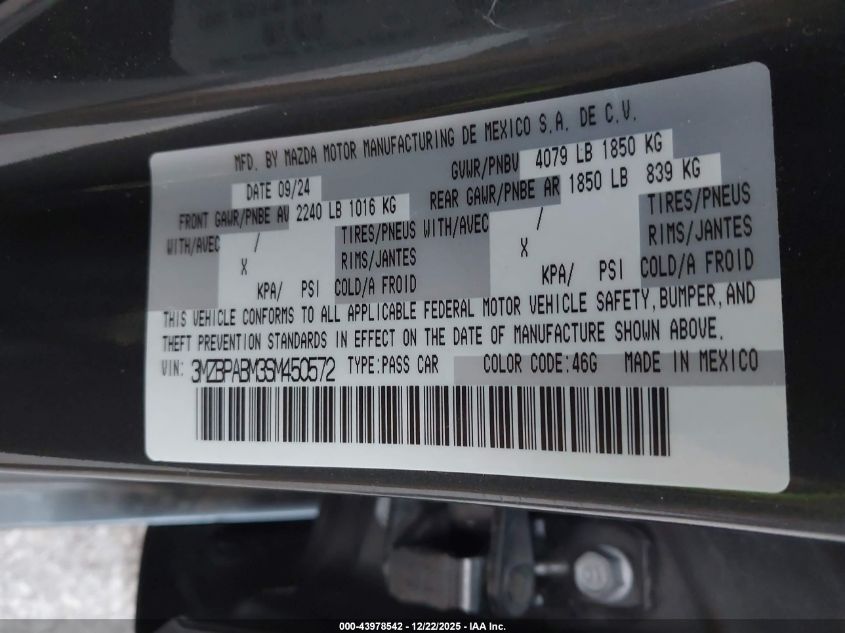 MFD. BY MAZDA MOTOR MANUFACTURING DE MEXICO S.A. DE C.V.
DATE 09/24 GVWR/PNBV 4079 LB 1850 KG
FRONT GAWR/PNBE AV 2240 LB 1016 KG REAR GAWR/PNBE AR 1850 LB 839 KG
WITH/AVEC / TIRES/PNEUS WITH/AVEC / TIRES/PNEUS
X RIMS/JANTES X RIMS/JANTES
KPA/ PSI COLD/A FROID KPA/ PSI COLD/A FROID
THIS VEHICLE CONFORMS TO ALL APPLICABLE FEDERAL MOTOR VEHICLE SAFETY, BUMPER, AND
THEFT PREVENTION STANDARDS IN EFFECT ON THE DATE OF MANUFACTURE SHOWN ABOVE.
VIN: 3MZBPABM3SM450572 TYPE:PASS CAR COLOR CODE:46G MADE IN MEXICO
000-43978542 - 12/22/2025 - IAA Inc.